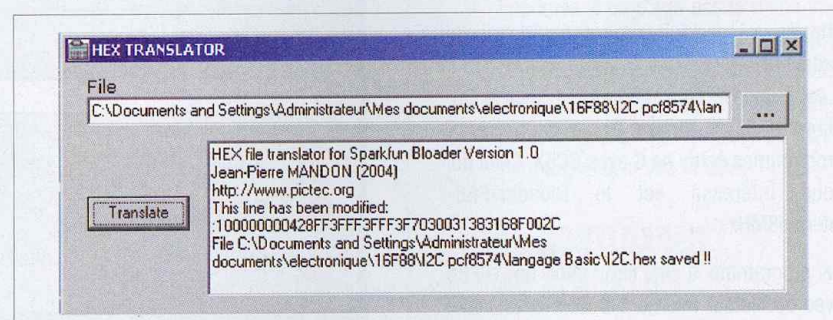 HEX TRANSLATOR
File
C:\Documents and Settings\Administrateur\Mes documents\electronique\16F88\I2C pcf8574\lan
...
HEX file translator for Sparkfun Bloader Version 1.0
Jean-Pierre MANDON (2004)
http://www.pictec.org
This line has been modified:
Translate
:100000000428FF3FFF3FFF3F7030031383168F002C
File C:\Documents and Settings\Administrateur\Mes
documents\electronique\16F88\I2C pcf8574\langage Basic\I2C.hex saved !!